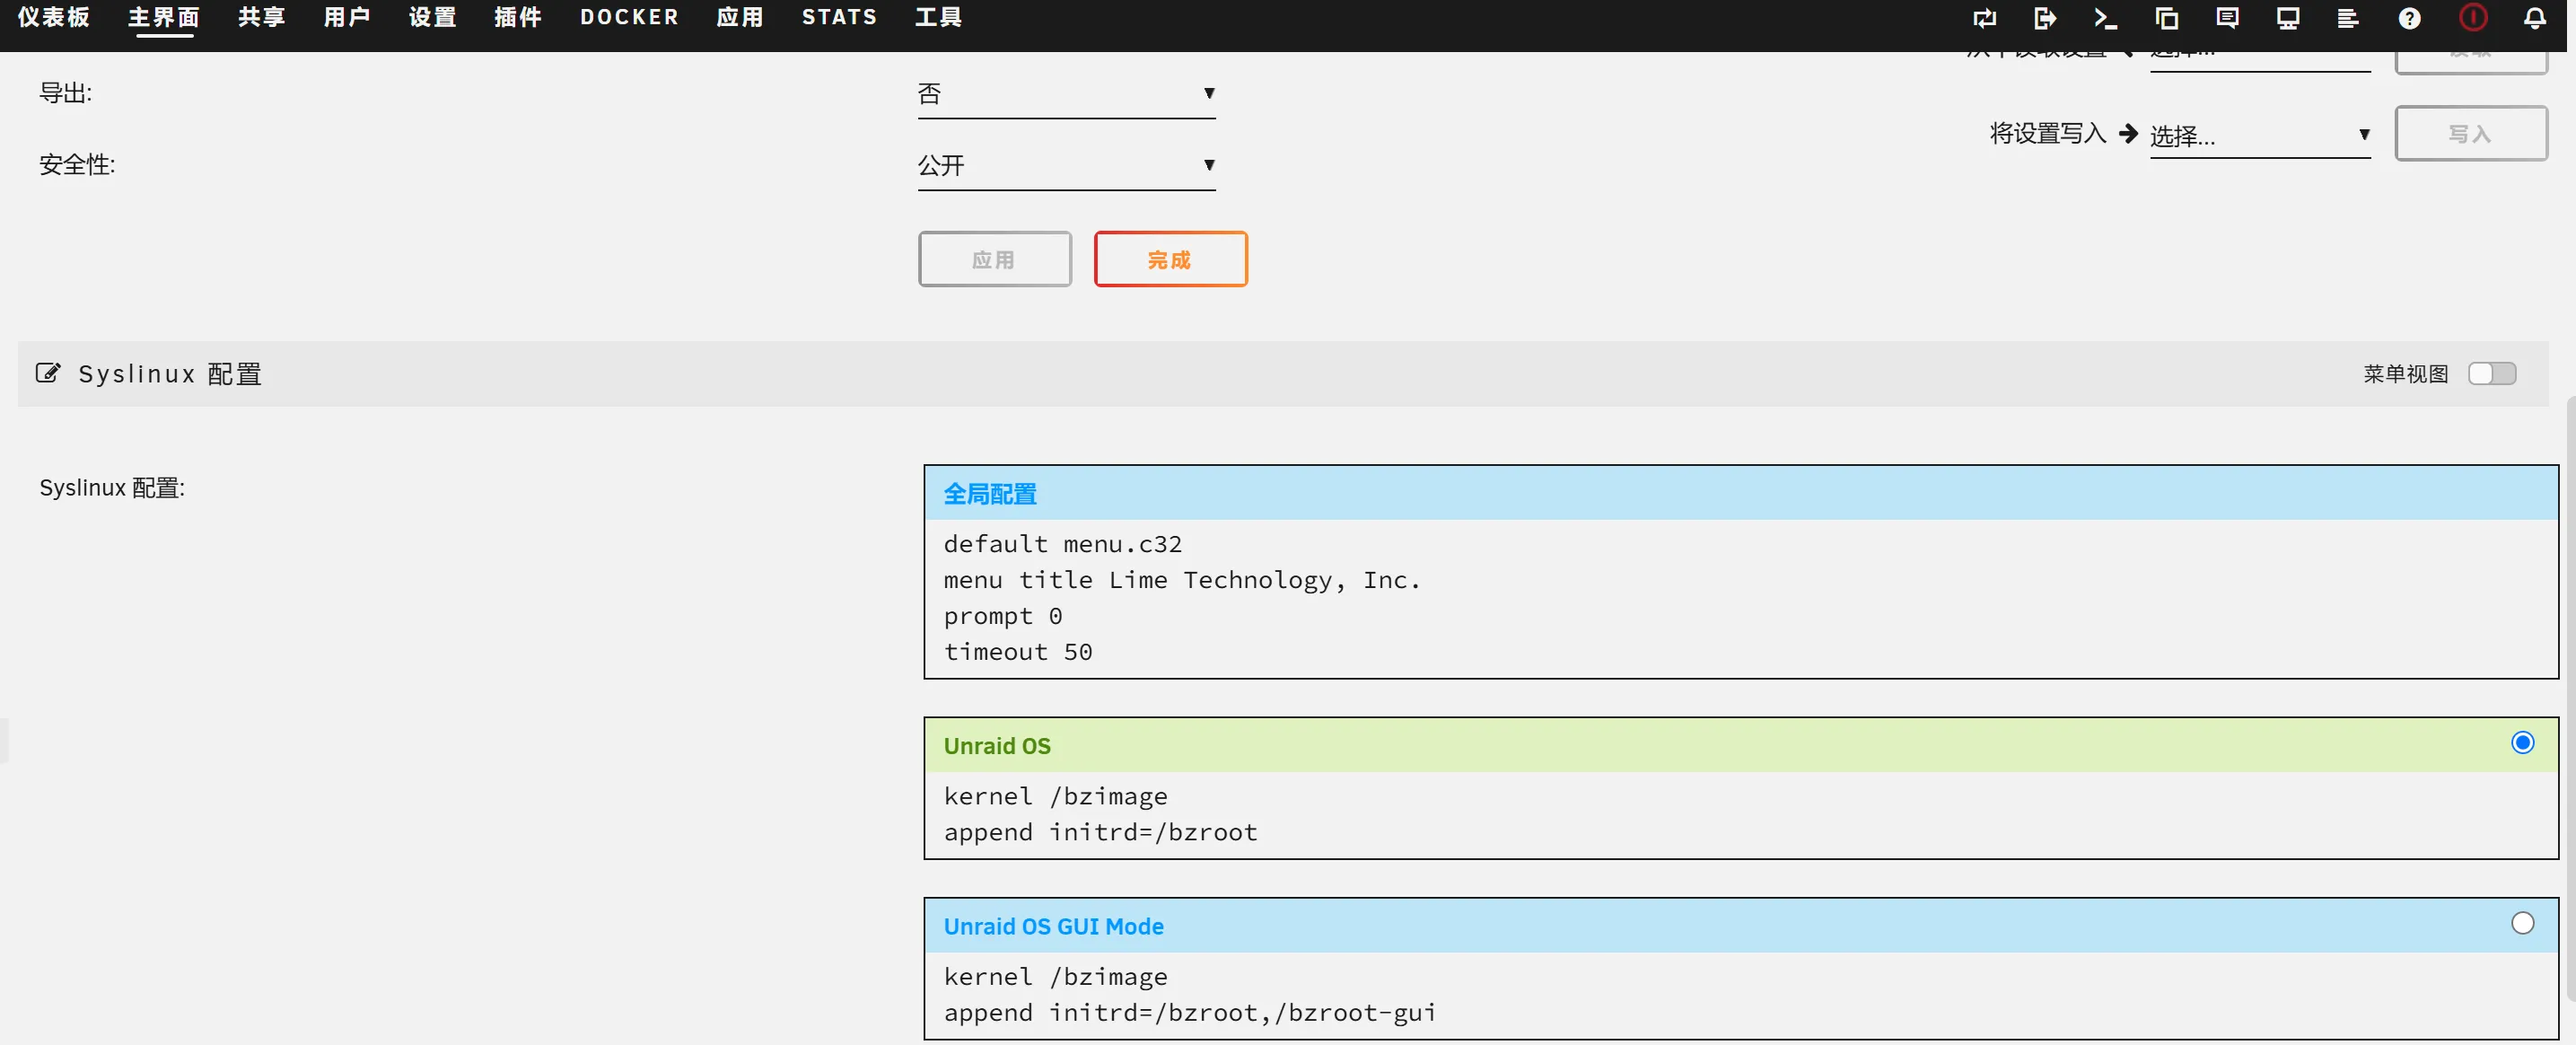 仪表板 主界面 共享 用户 设置 插件 DOCKER 应用 STATS 工具
导出: 否
将设置写入 选择... 写入
安全性: 公开
应用 完成
Syslinux 配置 菜单视图
Syslinux 配置:
全局配置
default menu.c32
menu title Lime Technology, Inc.
prompt 0
timeout 50
Unraid OS
kernel /bzimage
append initrd=/bzroot
Unraid OS GUI Mode
kernel /bzimage
append initrd=/bzroot,/bzroot-gui